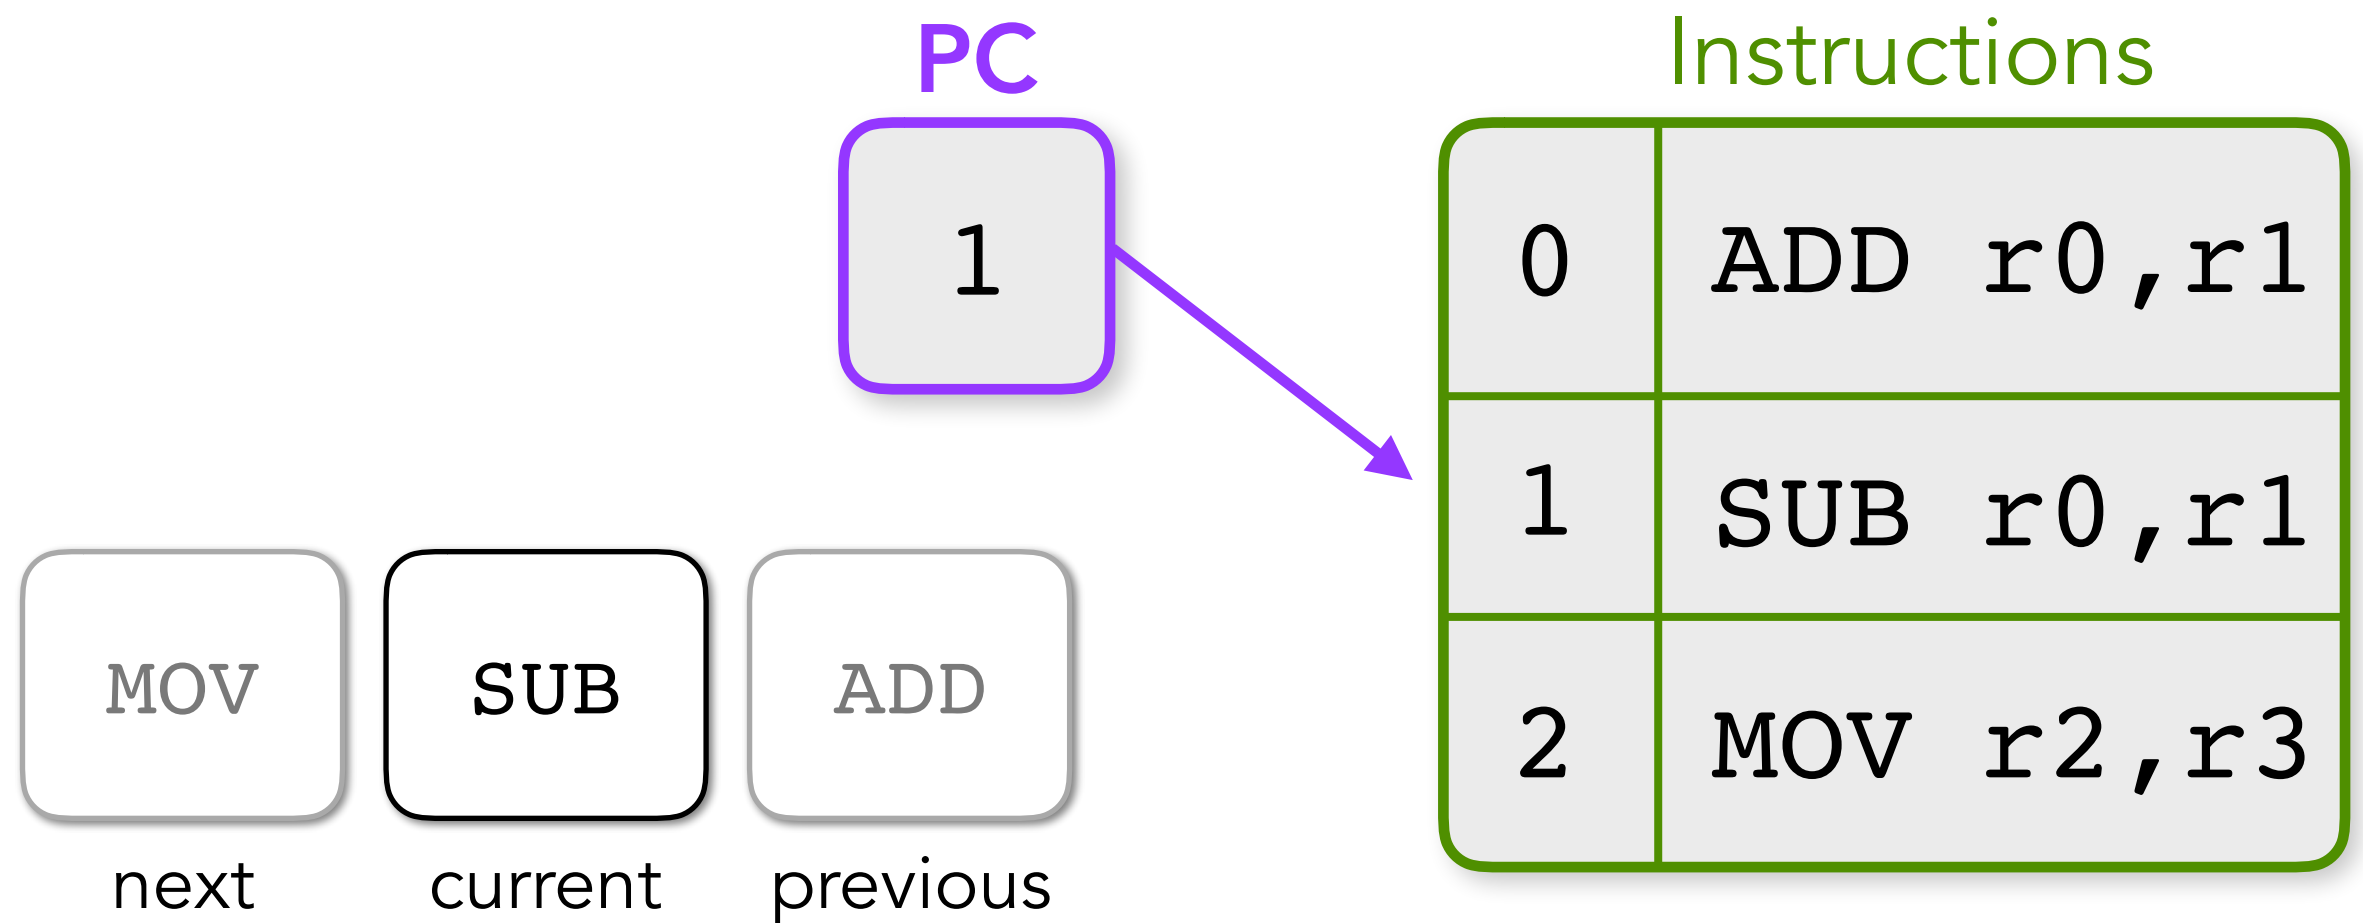 PC
1
Instructions
0 ADD r0,r1
1 SUB r0,r1
2 MOV r2,r3
MOV SUB ADD
next current previous